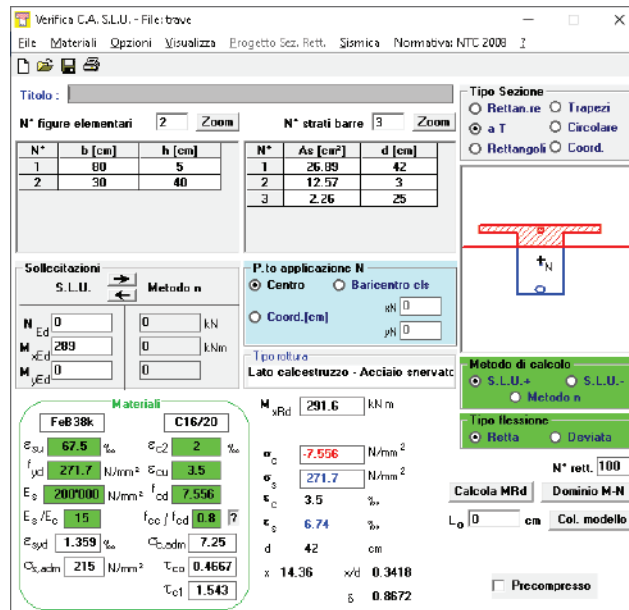 Verifica C.A. S.L.U. - File: trave
File Materiali Opzioni Visualizza Progetto Sez. Rett. Sismica Normativa: NTC 2008 ?
Titolo :
N° figure elementari 2 Zoom N° strati barre 3 Zoom
N° b [cm] h [cm]
1 80 5
2 30 40
N° As [cm²] d [cm]
1 26.89 42
2 12.57 3
3 2.26 25
Tipo Sezione
Rettan.re Trapezi
a T Circolare
Rettangoli Coord.
N
Sollecitazioni
S.L.U. Metodo n
N Ed 0 0 kN
M xEd 289 0 kNm
M yEd 0 0
P.to applicazione N
Centro Baricentro cls
Coord.[cm] xN 0
yN 0
Tipo rottura
Lato calcestruzzo - Acciaio snervato
Metodo di calcolo
S.L.U.+ S.L.U.-
Metodo n
Tipo flessione
Retta Deviata
N° rett. 100
Calcola MRd Dominio M-N
L₀ 0 cm Col. modello
Precompresso
Materiali
FeB38k C16/20
εsu 67.5 ‰ εc2 2 ‰
fyd 271.7 N/mm² εcu 3.5
Es 200'000 N/mm² fcd 7.556
Es/Ec 15 fcc / fcd 0.8 ?
εsyd 1.359 ‰ σc,adm 7.25
σs,adm 215 N/mm² τco 0.4667
τc1 1.543
M xRd 291.6 kN m
σc -7.556 N/mm²
σs 271.7 N/mm²
εc 3.5 ‰
εs 6.74 ‰
d 42 cm
x 14.36 x/d 0.3418
δ 0.8672